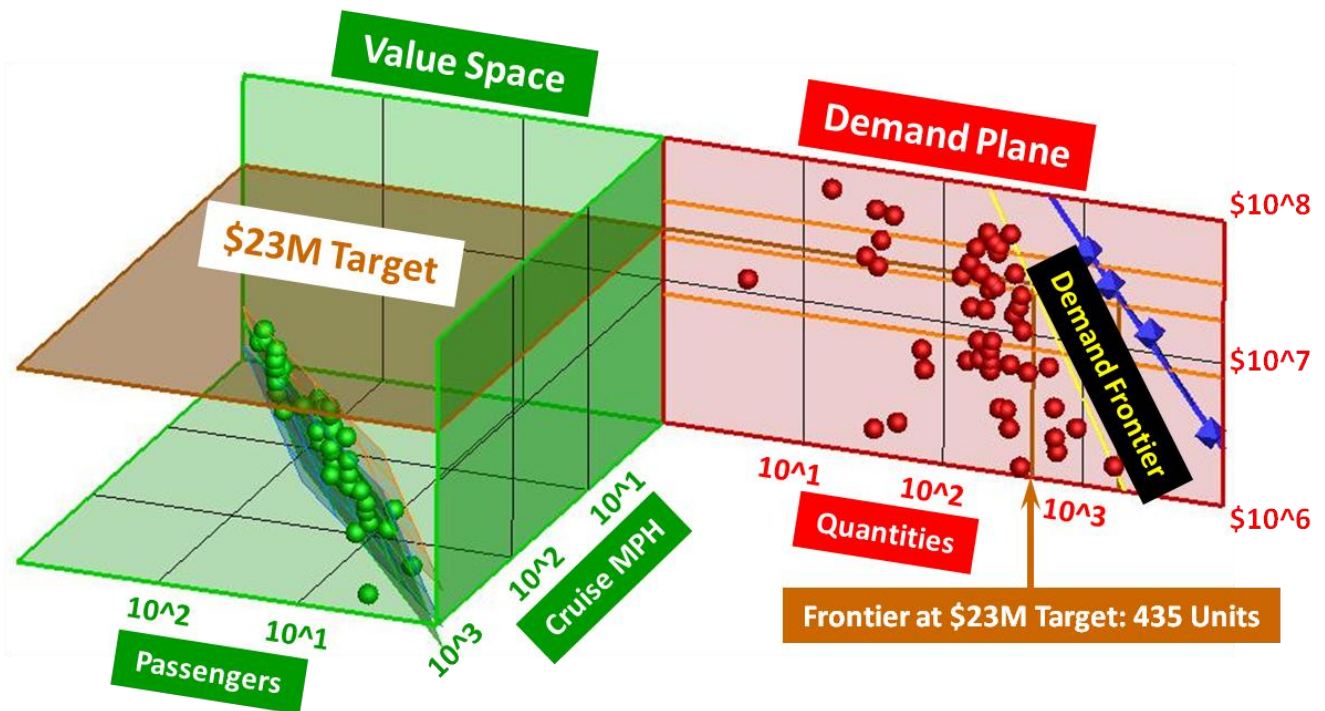 Value Space
Demand Plane
$10^8
$23M Target
Demand Frontier
$10^7
10^1
10^2
10^3
Quantities
$10^6
10^1
10^2
10^3
Cruise MPH
10^2
10^1
Passengers
Frontier at $23M Target: 435 Units